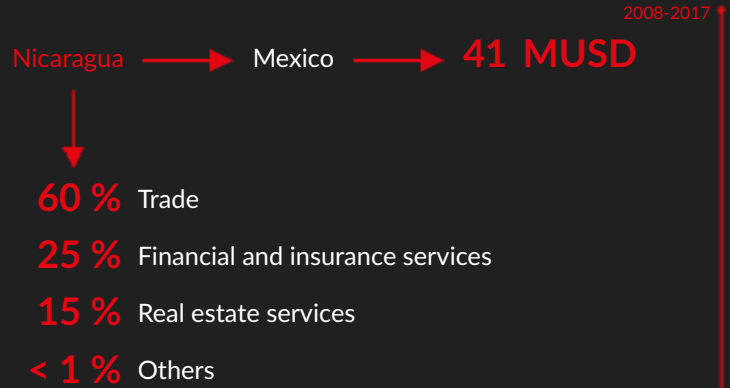 2008-2017
Nicaragua Mexico 41 MUSD
60 % Trade
25 % Financial and insurance services
15 % Real estate services
< 1 % Others